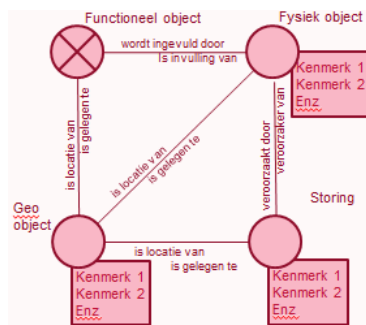 Functioneel object
Fysiek object
wordt ingevuld door
Is invulling van
Kenmerk 1
Kenmerk 2
Enz
is locatie van
is gelegen te
is locatie van
is gelegen te
veroorzaakt door
veroorzaker van
Geo
object
Storing
is locatie van
is gelegen te
Kenmerk 1
Kenmerk 2
Enz
Kenmerk 1
Kenmerk 2
Enz